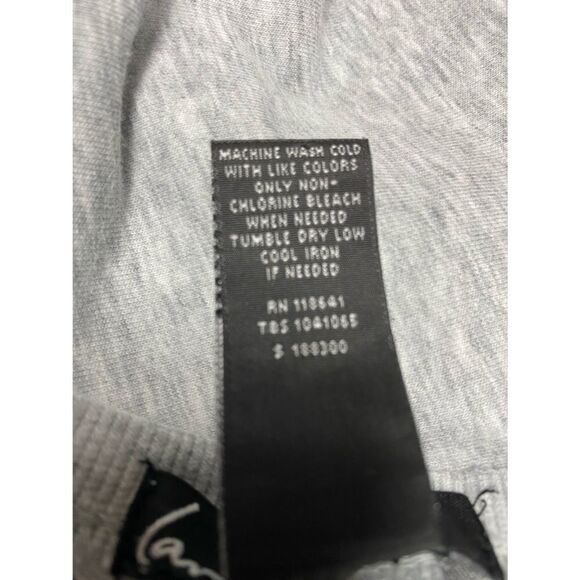 MACHINE WASH COLD
WITH LIKE COLORS
ONLY NON-
CHLORINE BLEACH
WHEN NEEDED
TUMBLE DRY LOW
COOL IRON
IF NEEDED
RN 118641
TBS 1041065
S 188300